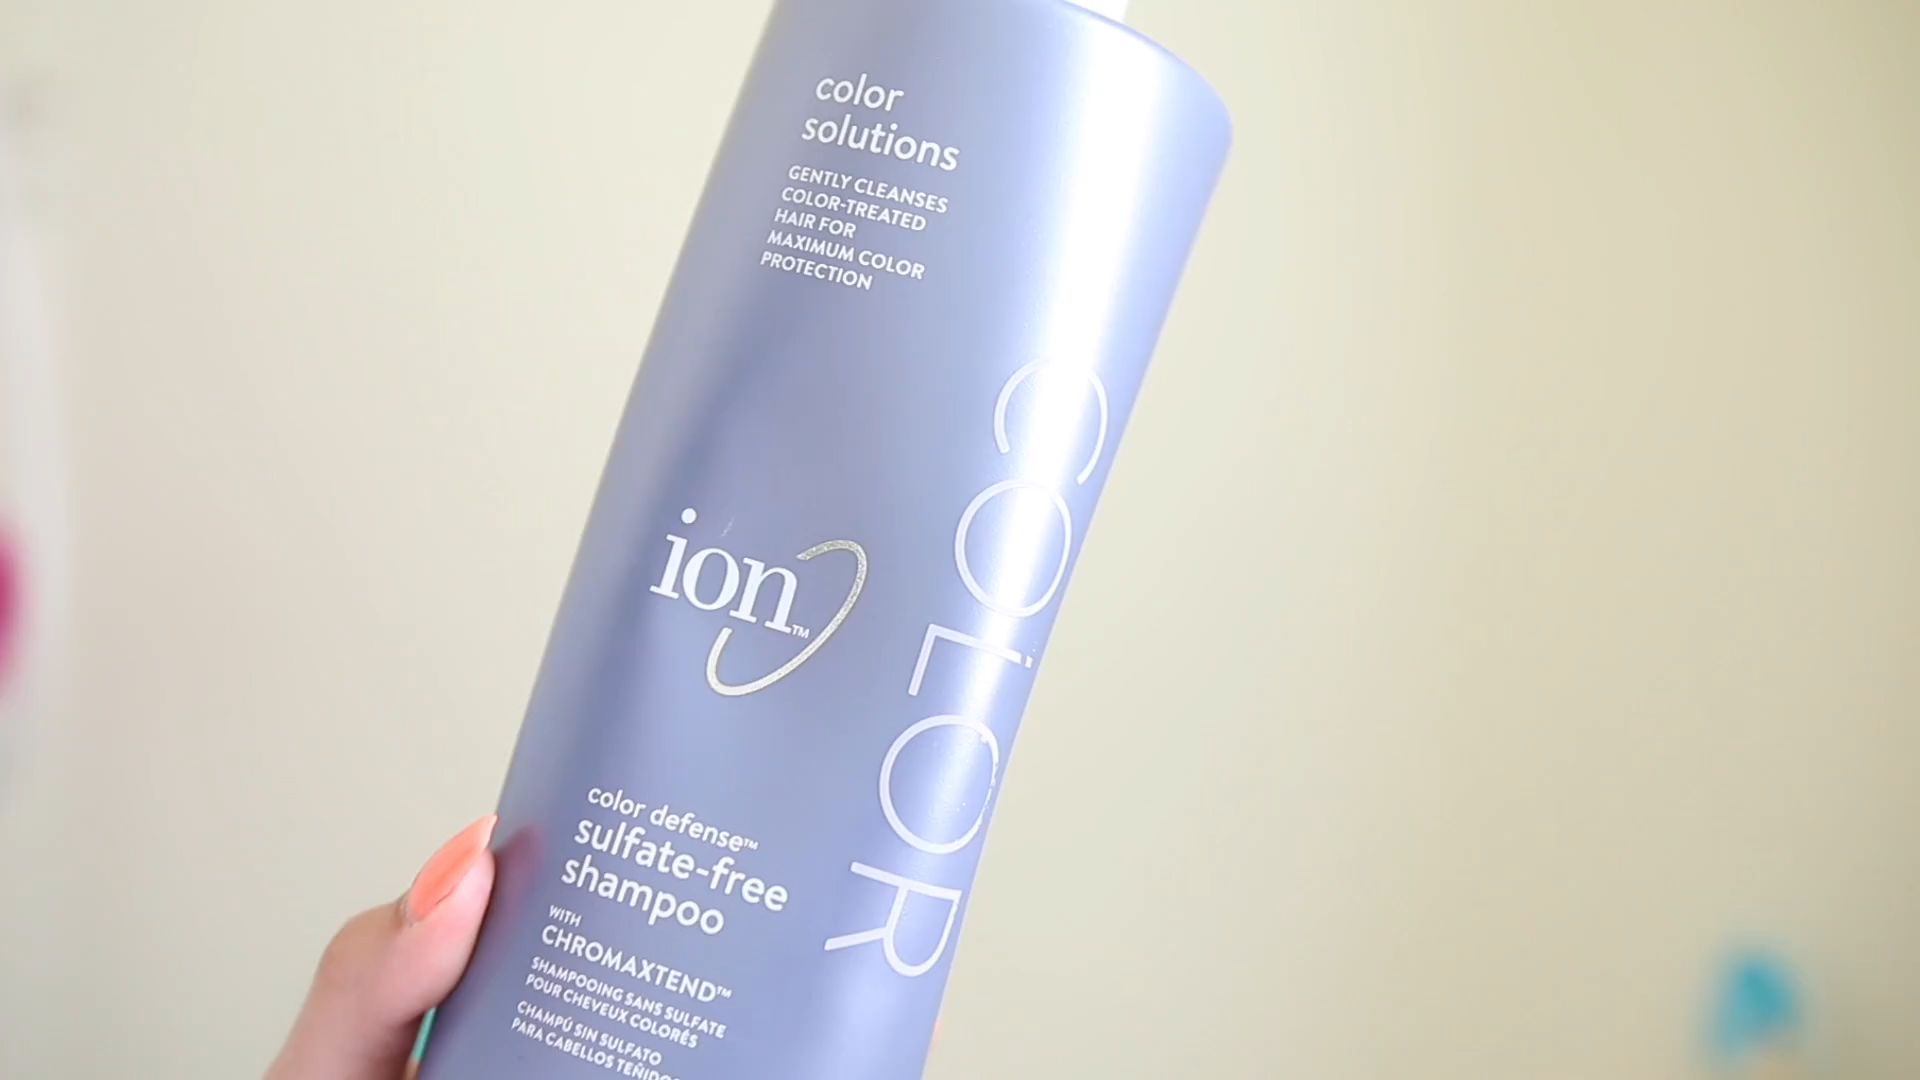 color
solutions
GENTLY CLEANSES
COLOR-TREATED
HAIR FOR
MAXIMUM COLOR
PROTECTION
COLOR
ion™
color defense™
sulfate-free
shampoo
WITH
CHROMAXTEND™
SHAMPOOING SANS SULFATE
POUR CHEVEUX COLORÉS
CHAMPÚ SIN SULFATO
PARA CABELLOS TEÑIDOS